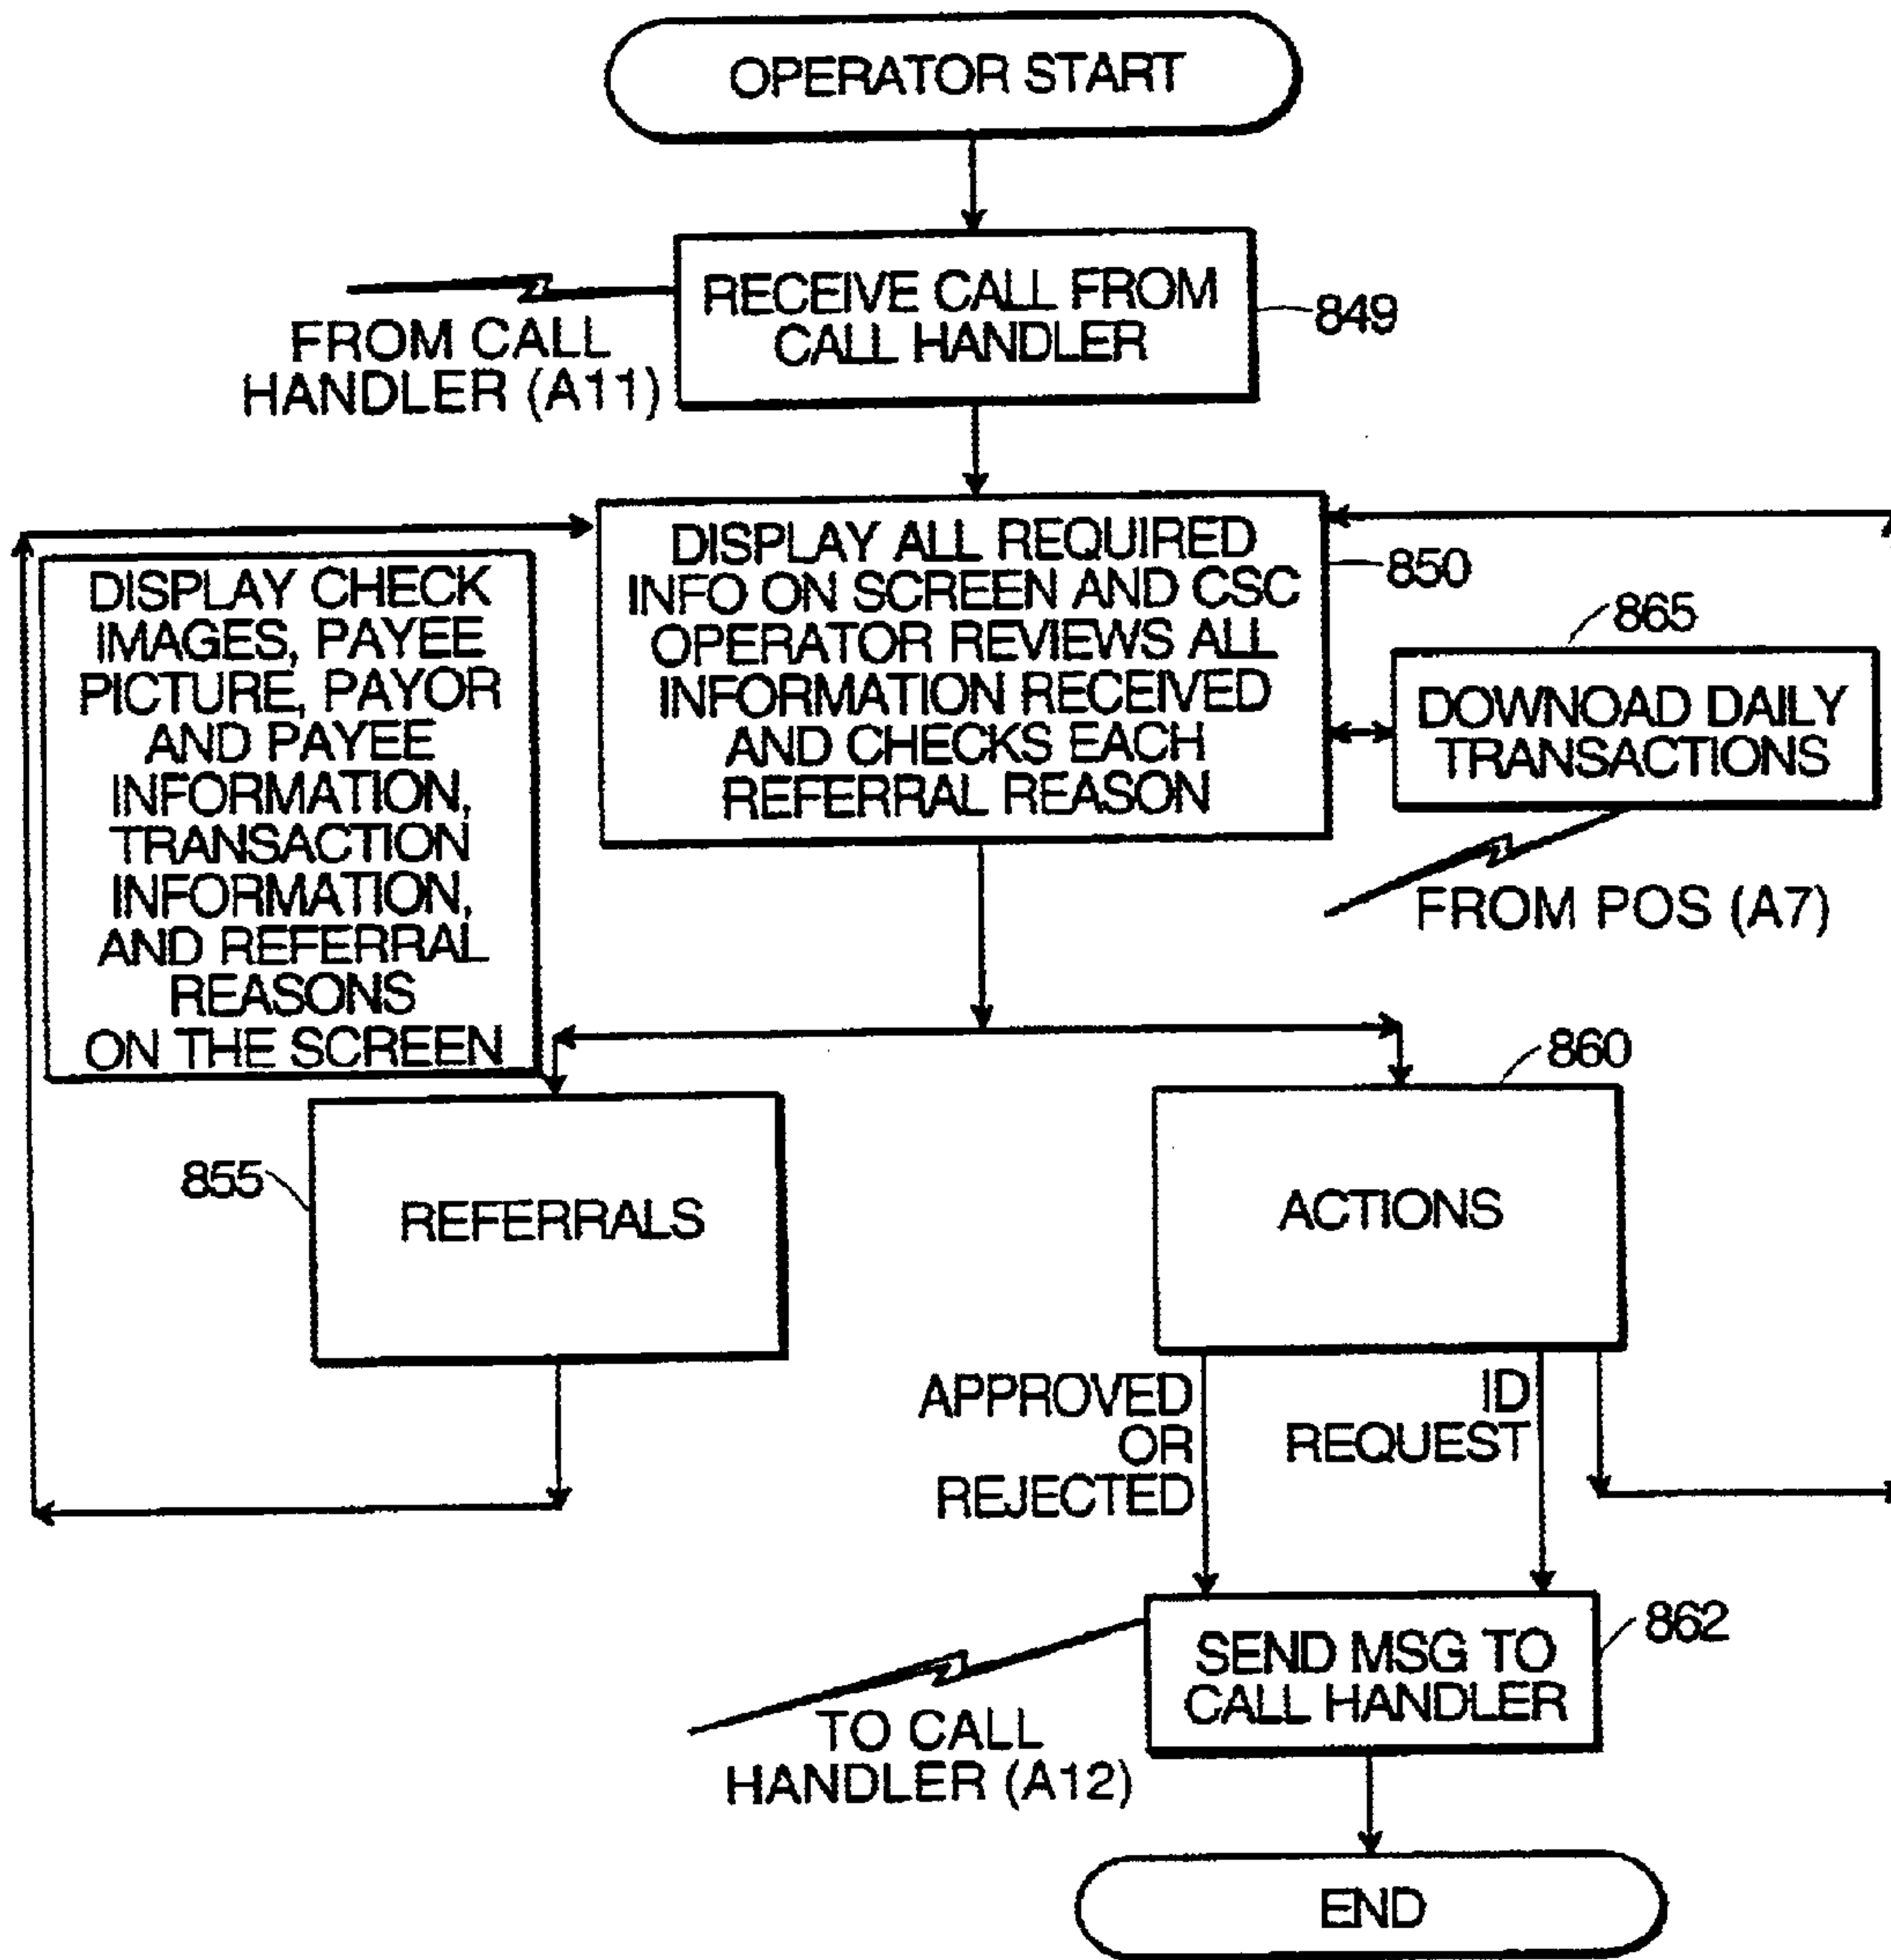 OPERATOR START
RECEIVE CALL FROM
CALL HANDLER
849
FROM CALL
HANDLER (A11)
DISPLAY ALL REQUIRED
INFO ON SCREEN AND CSC
OPERATOR REVIEWS ALL
INFORMATION RECEIVED
AND CHECKS EACH
REFERRAL REASON
850
DISPLAY CHECK
IMAGES, PAYEE
PICTURE, PAYOR
AND PAYEE
INFORMATION,
TRANSACTION
INFORMATION,
AND REFERRAL
REASONS
ON THE SCREEN
865
DOWNOAD DAILY
TRANSACTIONS
FROM POS (A7)
855
REFERRALS
860
ACTIONS
APPROVED
OR
REJECTED
ID
REQUEST
SEND MSG TO
CALL HANDLER
862
TO CALL
HANDLER (A12)
END